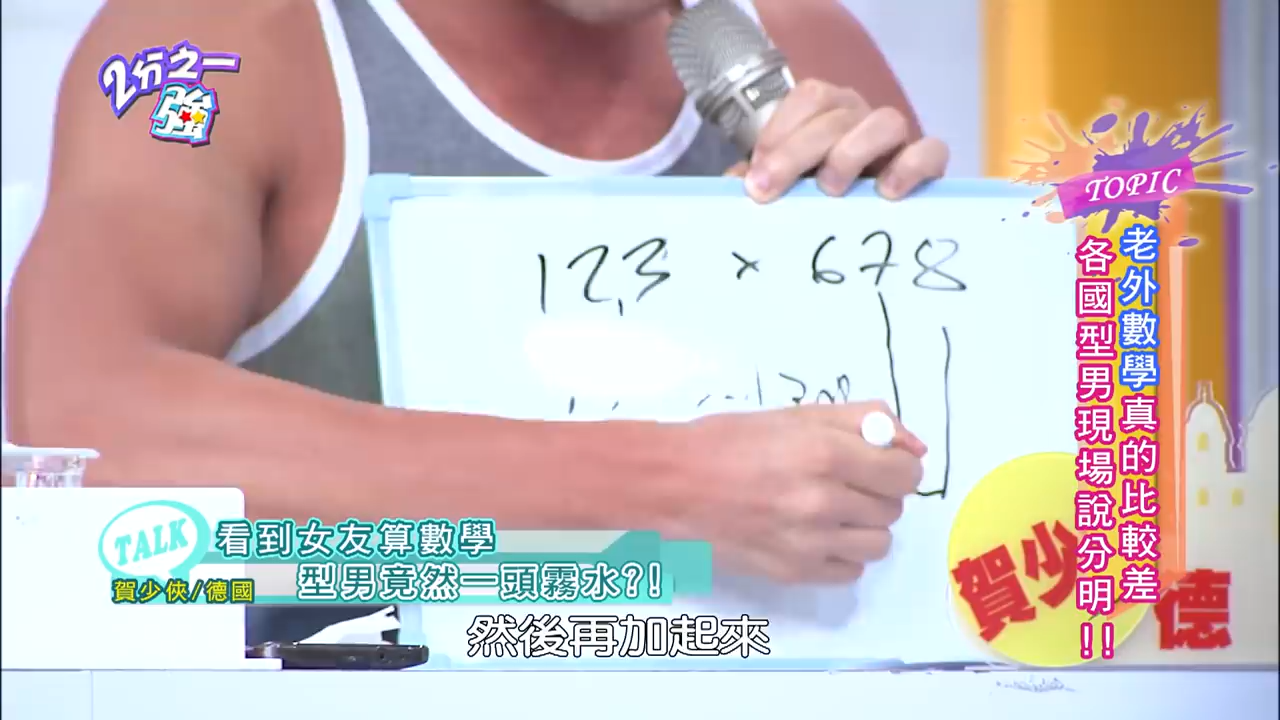 2分之一
強
TOPIC
老外數學真的比較差
各國型男現場說分明!!
12,3 × 678
TALK
看到女友算數學
型男竟然一頭霧水?!
賀少俠/德國
賀少
德
然後再加起來